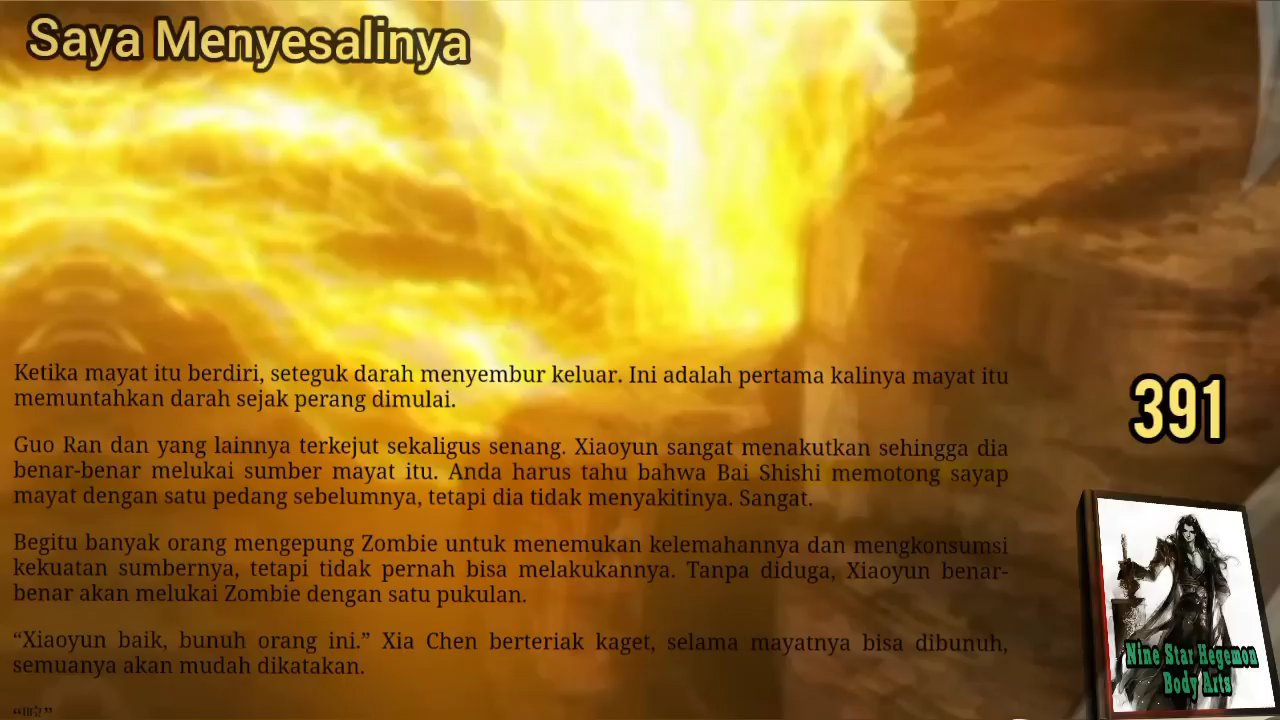 Saya Menyesalinya
Ketika mayat itu berdiri, seteguk darah menyembur keluar. Ini adalah pertama kalinya mayat itu
memuntahkan darah sejak perang dimulai.
Guo Ran dan yang lainnya terkejut sekaligus senang. Xiaoyun sangat menakutkan sehingga dia
benar-benar melukai sumber mayat itu. Anda harus tahu bahwa Bai Shishi memotong sayap
mayat dengan satu pedang sebelumnya, tetapi dia tidak menyakitinya. Sangat.
Begitu banyak orang mengepung Zombie untuk menemukan kelemahannya dan mengkonsumsi
kekuatan sumbernya, tetapi tidak pernah bisa melakukannya. Tanpa diduga, Xiaoyun benar-
benar akan melukai Zombie dengan satu pukulan.
“Xiaoyun baik, bunuh orang ini.” Xia Chen berteriak kaget, selama mayatnya bisa dibunuh,
semuanya akan mudah dikatakan.
391
Nine Star Hegemon
Body Arts